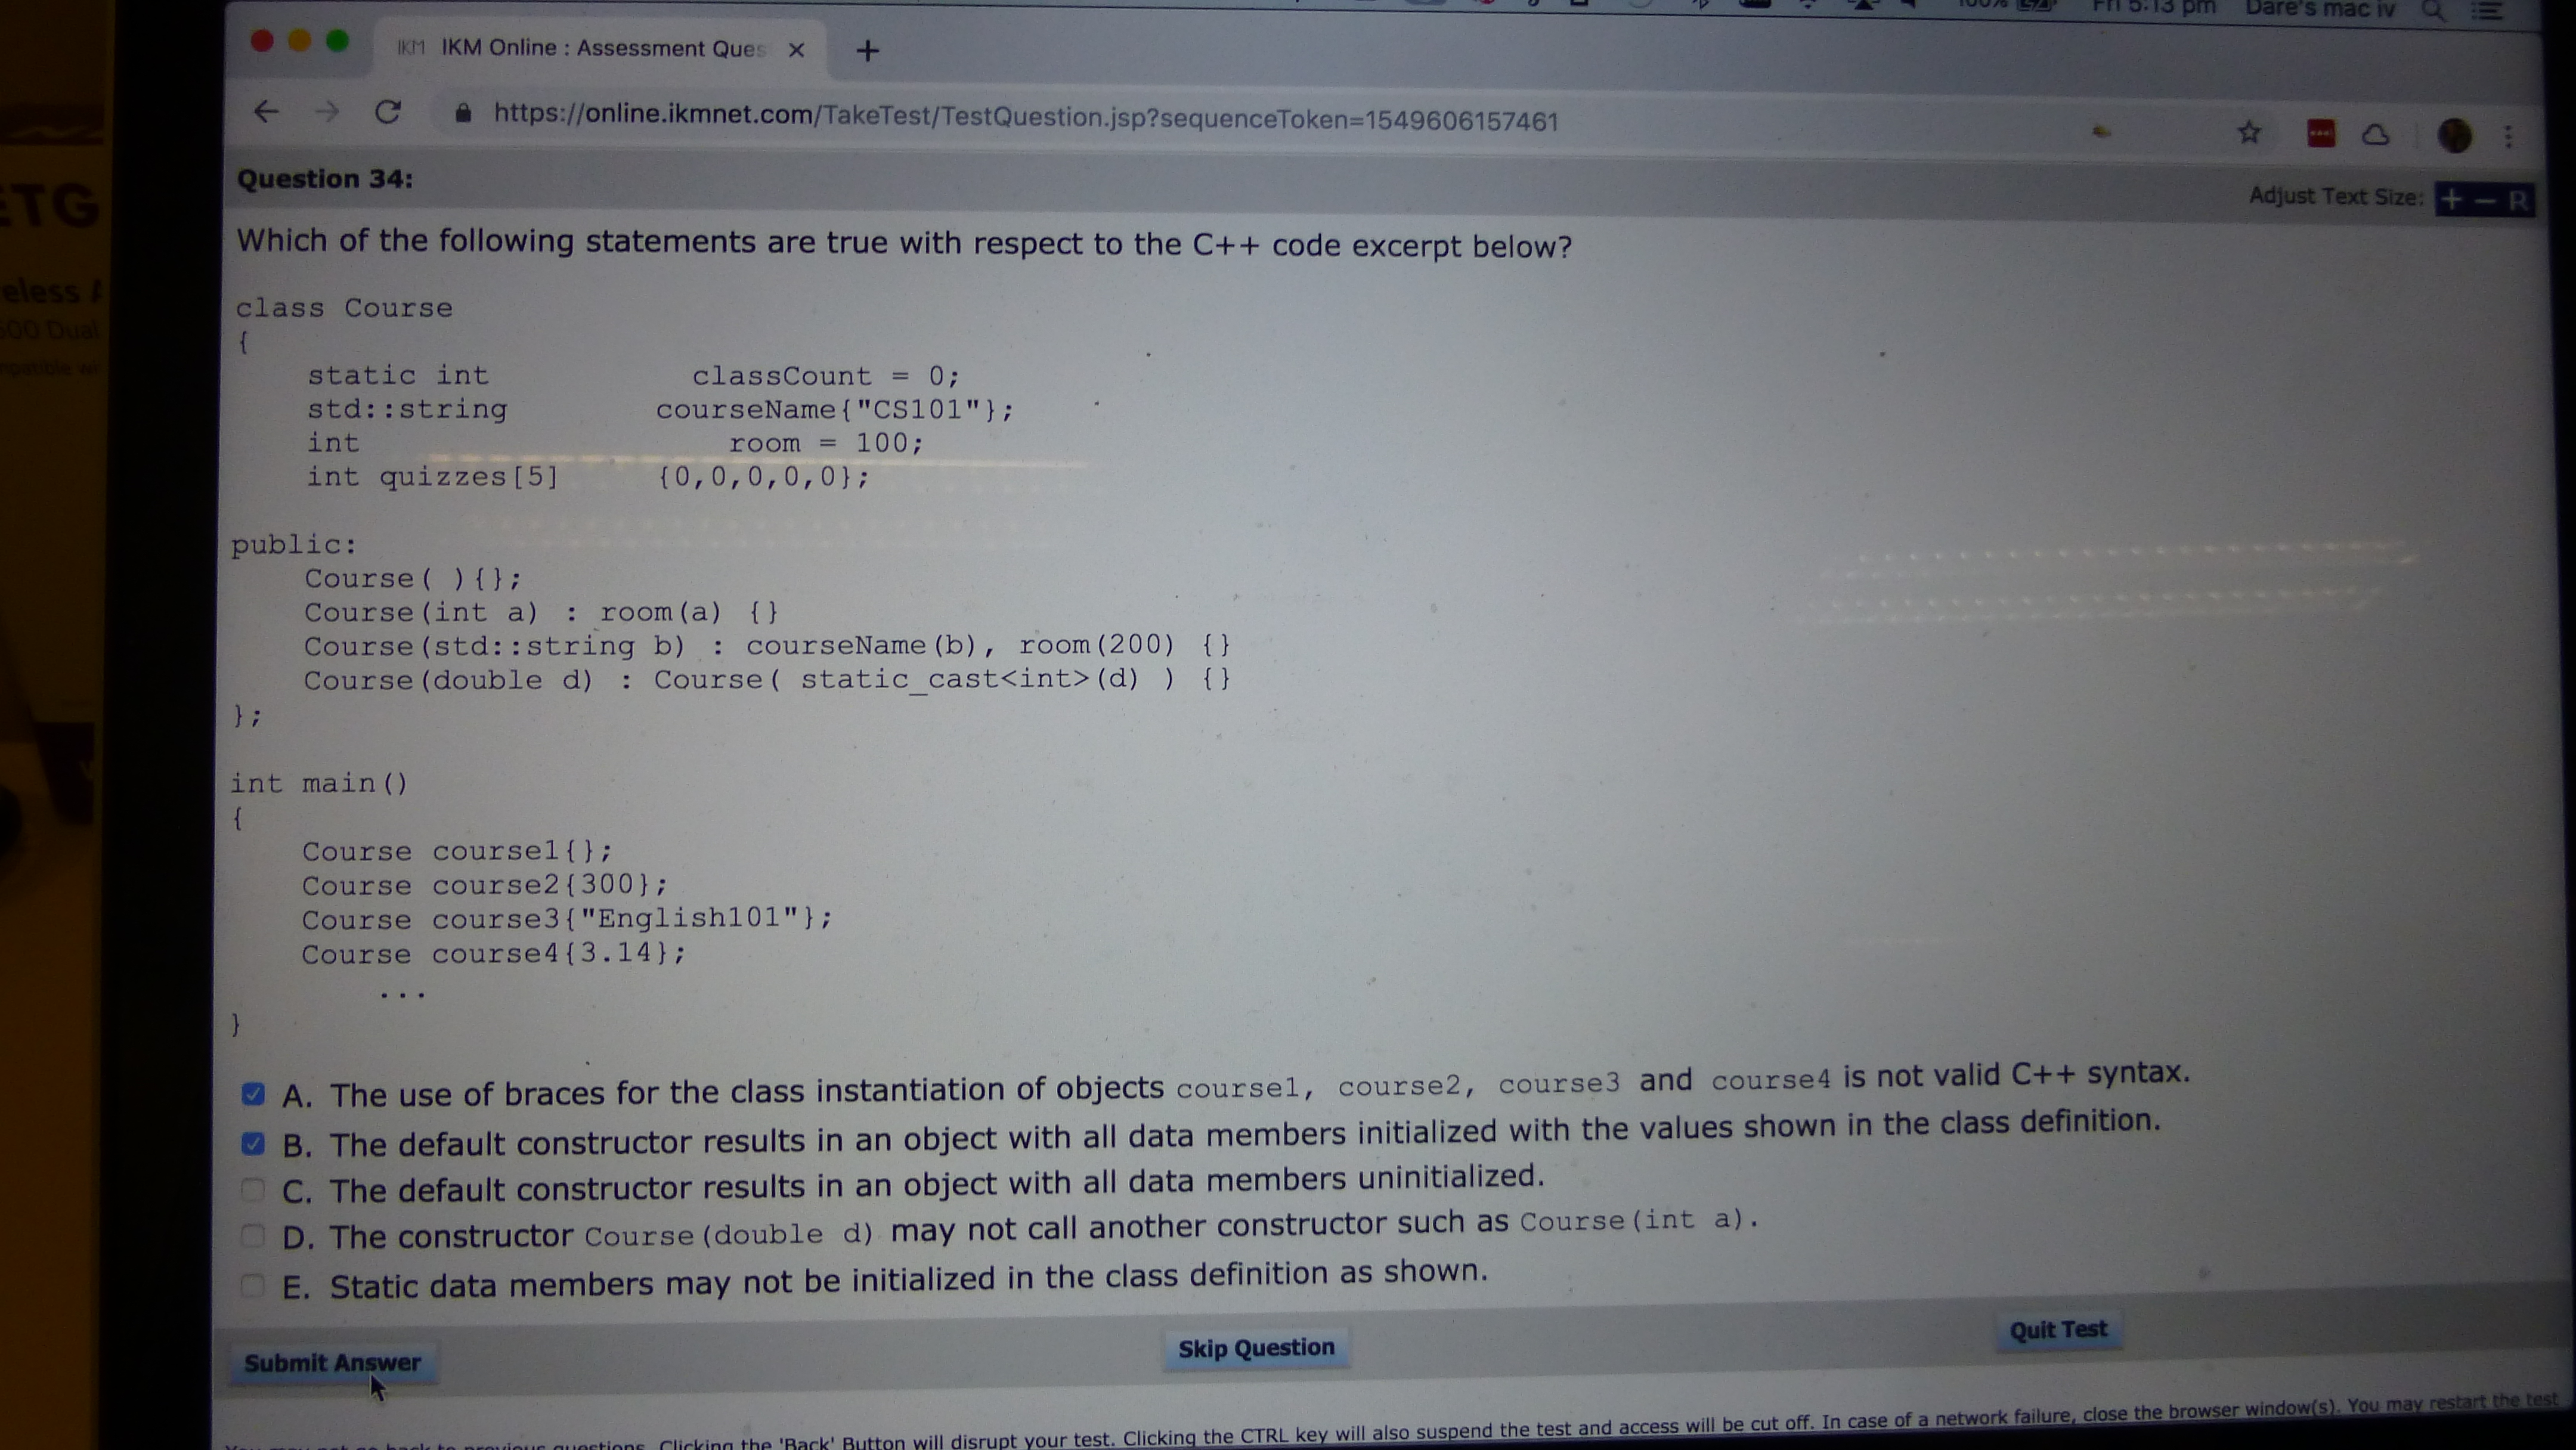 Fri 5:13 pm Dare's mac iv
IKM IKM Online : Assessment Ques
https://online.ikmnet.com/TakeTest/TestQuestion.jsp?sequenceToken=1549606157461
Question 34:
Adjust Text Size: + − R
ETG
eless
Dual
Which of the following statements are true with respect to the C++ code excerpt below?
class Course
{
static int classCount = 0;
std::string courseName{"CS101"};
int room = 100;
int quizzes[5] {0,0,0,0,0};
public:
Course( ){};
Course(int a) : room(a) {}
Course(std::string b) : courseName(b), room(200) {}
Course(double d) : Course( static_cast<int>(d) ) {}
};
int main()
{
Course course1{};
Course course2{300};
Course course3{"English101"};
Course course4{3.14};
...
}
A. The use of braces for the class instantiation of objects course1, course2, course3 and course4 is not valid C++ syntax.
B. The default constructor results in an object with all data members initialized with the values shown in the class definition.
C. The default constructor results in an object with all data members uninitialized.
D. The constructor Course(double d) may not call another constructor such as Course(int a).
E. Static data members may not be initialized in the class definition as shown.
Submit Answer Skip Question Quit Test
questions. Clicking the 'Back' Button will disrupt your test. Clicking the CTRL key will also suspend the test and access will be cut off. In case of a network failure, close the browser window(s). You may restart the test